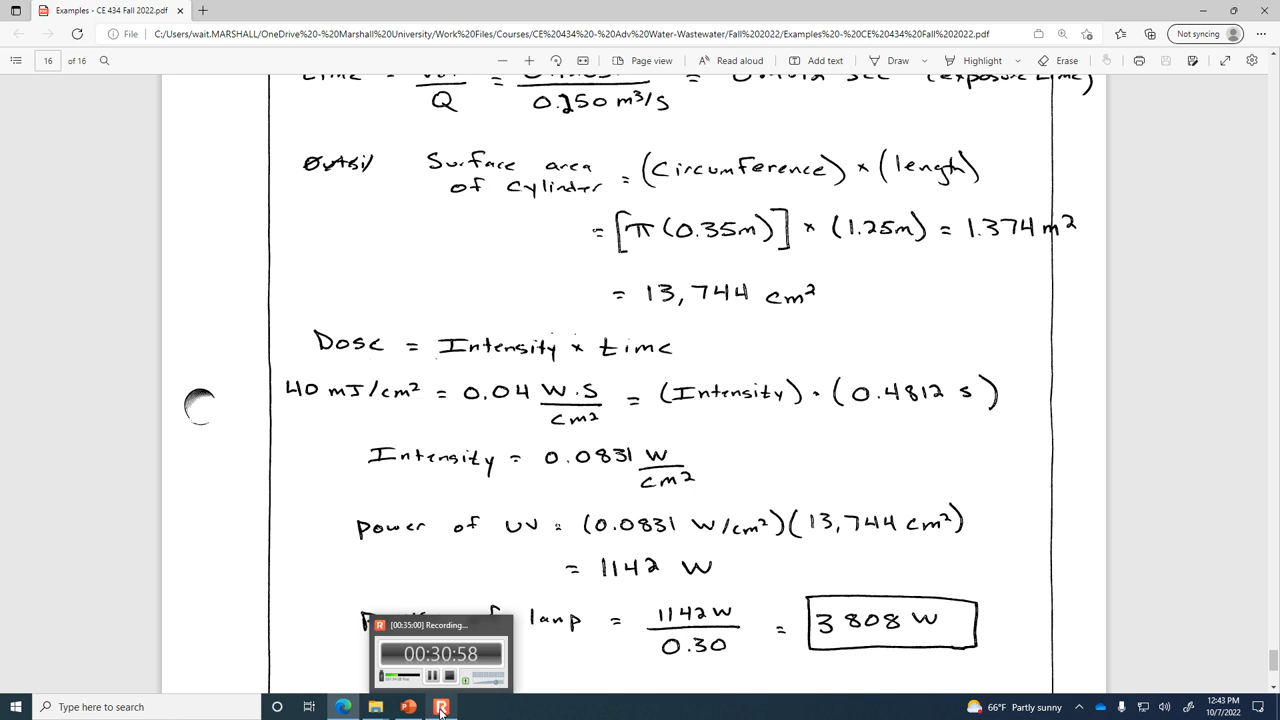 Examples - CE 434 Fall 2022.pdf
File
C:/Users/wait.MARSHALL/OneDrive%20-%20Marshall%20University/Work%20Files/Courses/CE%20434%20-%20Adv%20Water-Wastewater/Fall%202022/Examples%20-%20CE%20434%20Fall%202022.pdf
Not syncing
16 of 16
Page view
Read aloud
Add text
Draw
Highlight
Erase
Q = 0.250 m³/s
Surface area of cylinder = (Circumference) × (length)
= [π(0.35m)] × (1.25m) = 1.374 m²
= 13,744 cm²
Dose = Intensity × time
40 mJ/cm² = 0.04 W·S/cm² = (Intensity) · (0.4812 s)
Intensity = 0.0831 W/cm²
power of UV = (0.0831 W/cm²)(13,744 cm²)
= 1142 W
lamp = 1142W/0.30 = 3808 W
[00:35:00] Recording...
00:30:58
Type here to search
66°F Partly sunny
12:43 PM
10/7/2022